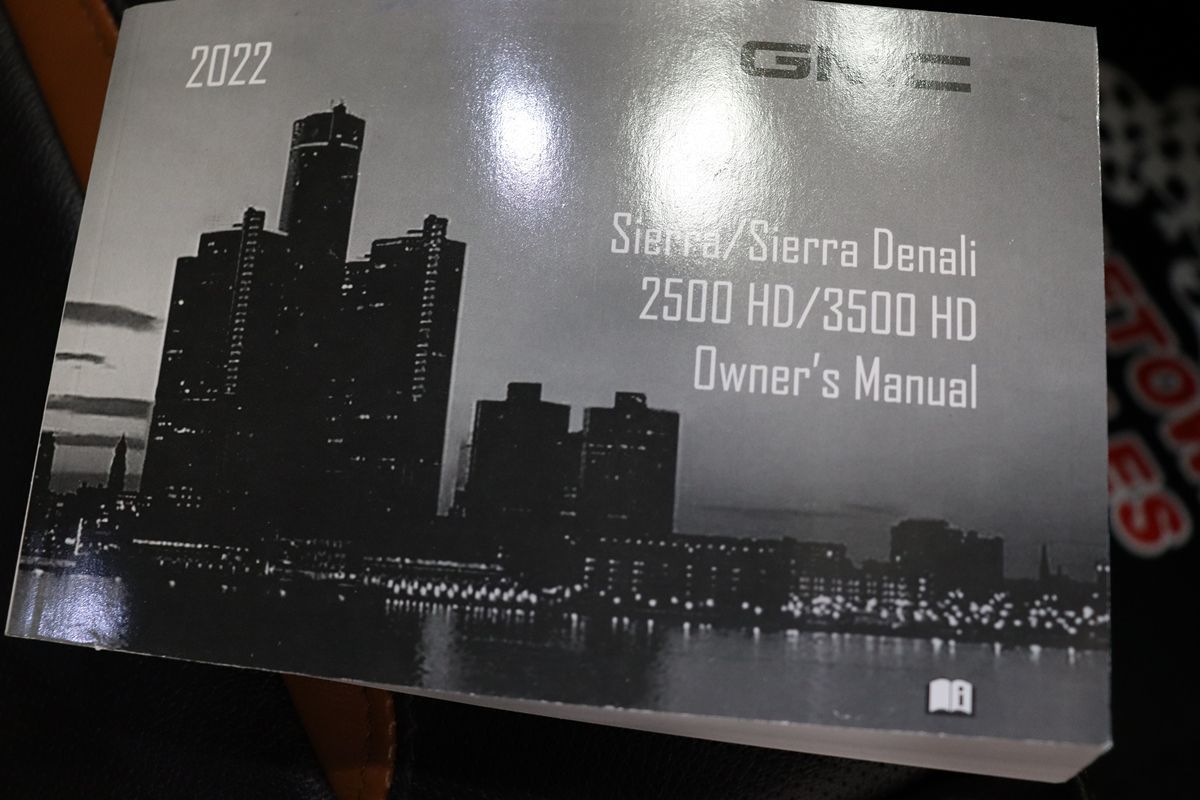 2022
GMC
Sierra/Sierra Denali
2500 HD/3500 HD
Owner's Manual
i